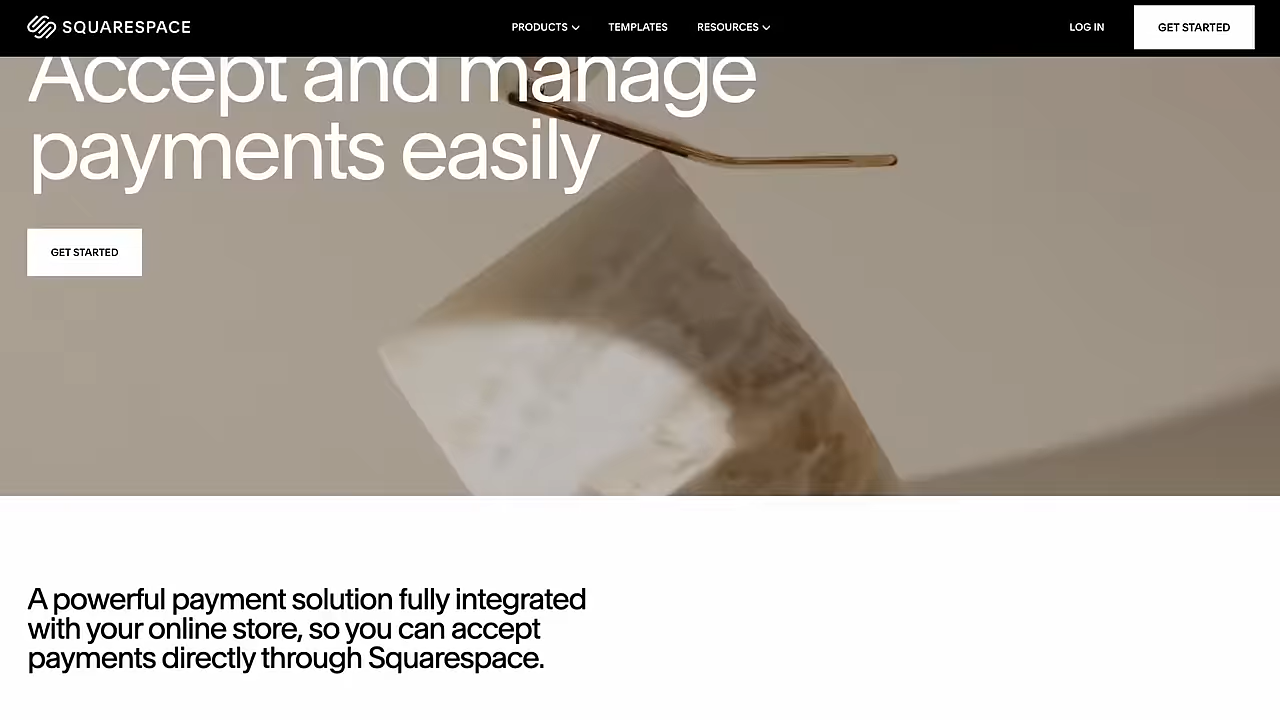 SQUARESPACE
PRODUCTS
TEMPLATES
RESOURCES
LOG IN
GET STARTED
Accept and manage
payments easily
GET STARTED
A powerful payment solution fully integrated
with your online store, so you can accept
payments directly through Squarespace.